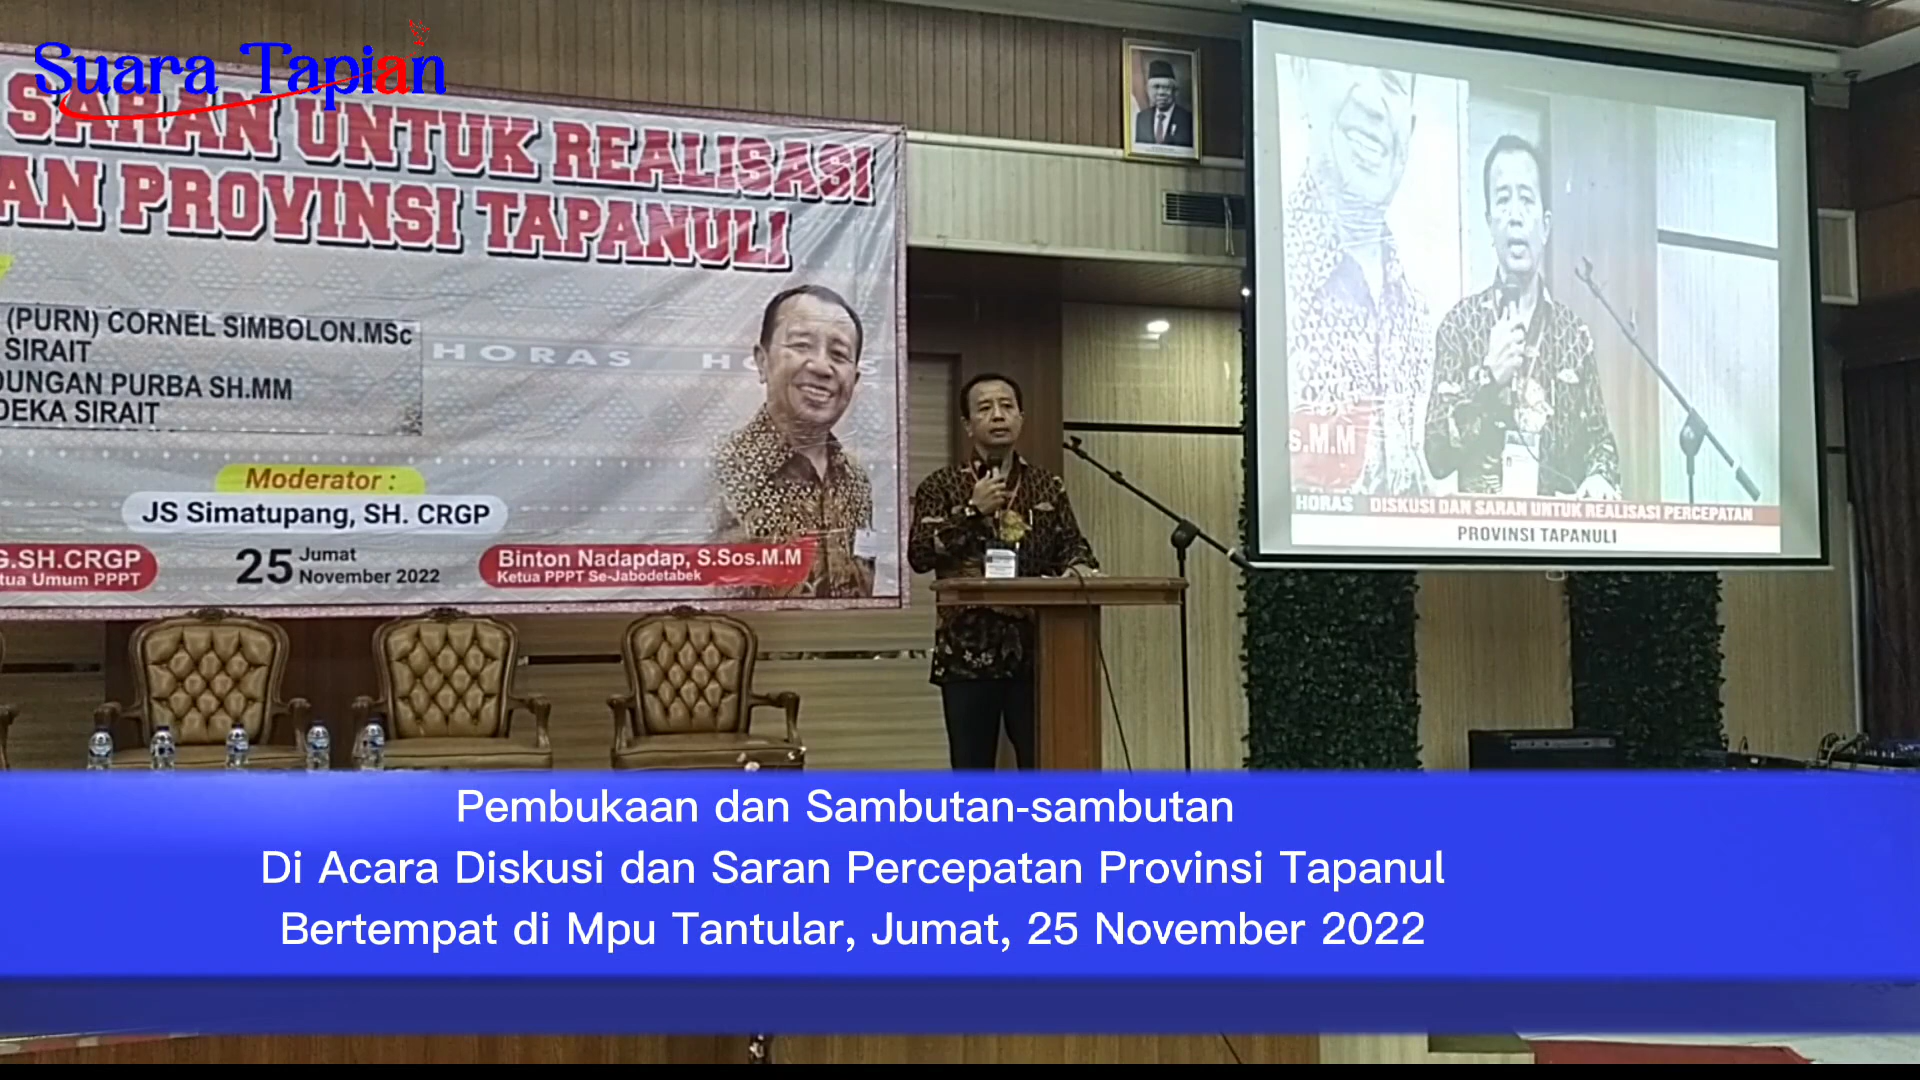 Suara Tapian
SARAN UNTUK REALISASI
AN PROVINSI TAPANULI
(PURN) CORNEL SIMBOLON.MSc
SIRAIT
DUNGAN PURBA SH.MM
DEKA SIRAIT
HORAS
Moderator :
JS Simatupang, SH. CRGP
G.SH.CRGP
tua Umum PPPT
25 Jumat
November 2022
Binton Nadapdap, S.Sos.M.M
Ketua PPPT Se-Jabodetabek
s.M.M
HORAS DISKUSI DAN SARAN UNTUK REALISASI PERCEPATAN
PROVINSI TAPANULI
Pembukaan dan Sambutan-sambutan
Di Acara Diskusi dan Saran Percepatan Provinsi Tapanul
Bertempat di Mpu Tantular, Jumat, 25 November 2022